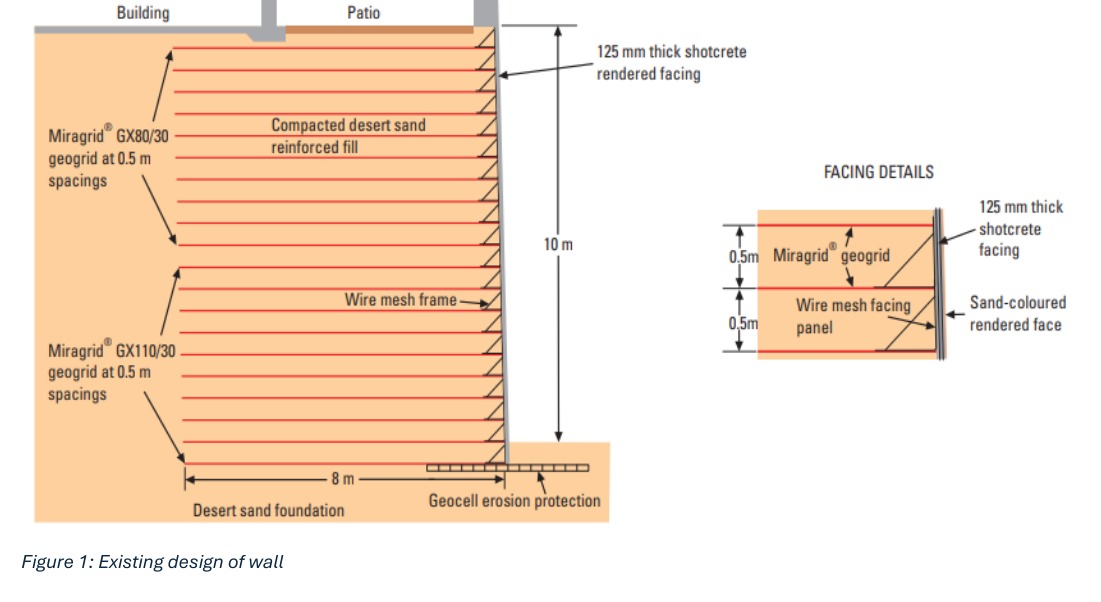 Building
Patio
125 mm thick shotcrete
rendered facing
Miragrid® GX80/30
geogrid at 0.5 m
spacings
Compacted desert sand
reinforced fill
10 m
Wire mesh frame
Miragrid® GX110/30
geogrid at 0.5 m
spacings
8 m
Geocell erosion protection
Desert sand foundation
FACING DETAILS
125 mm thick
shotcrete
facing
0.5m
Miragrid® geogrid
Wire mesh facing
panel
0.5m
Sand-coloured
rendered face
Figure 1: Existing design of wall